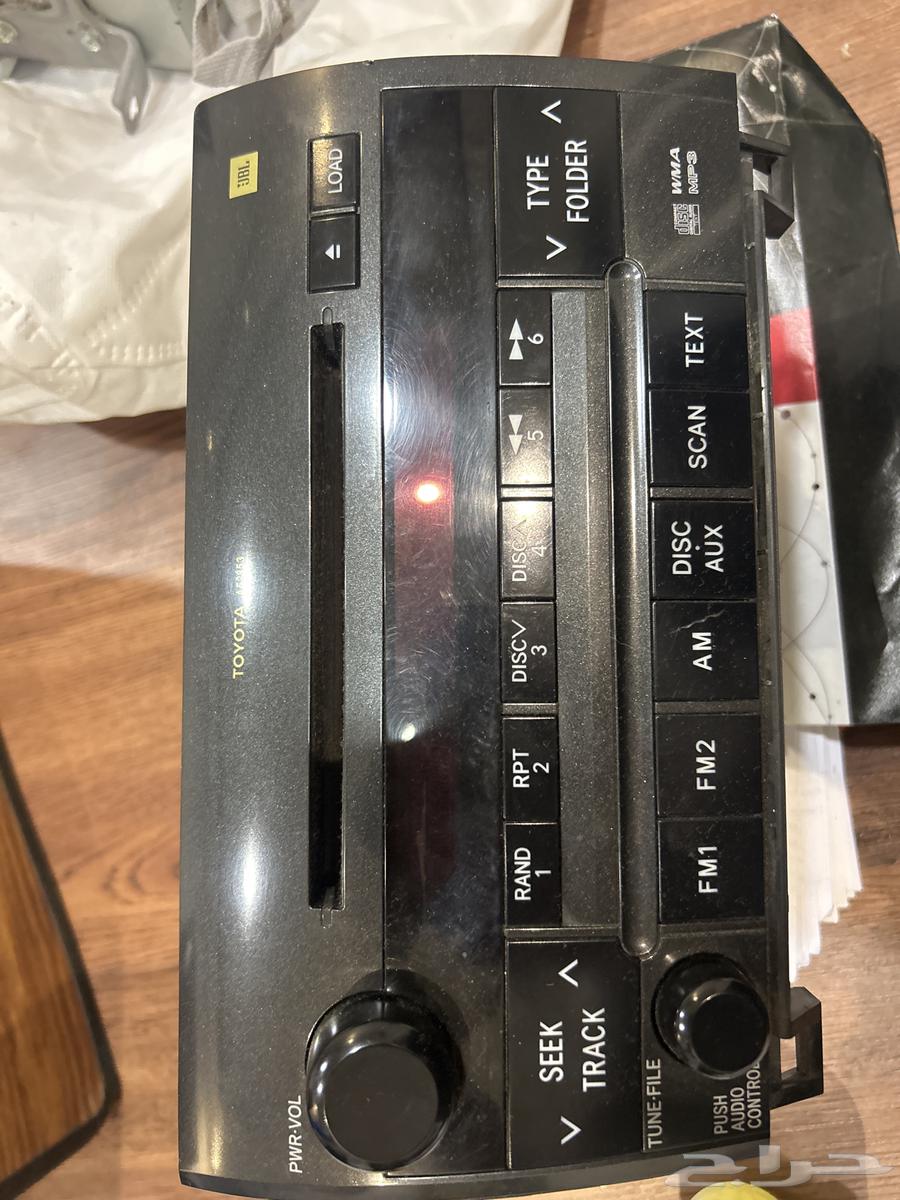 JBL
LOAD
TOYOTA
PWR·VOL
TYPE
FOLDER
6
5
DISC∧
4
DISC∨
3
RPT
2
RAND
1
SEEK
TRACK
WMA
MP3
disc
TEXT
SCAN
DISC·
AUX
AM
FM2
FM1
TUNE·FILE
PUSH
AUDIO
CONTROL
حراج